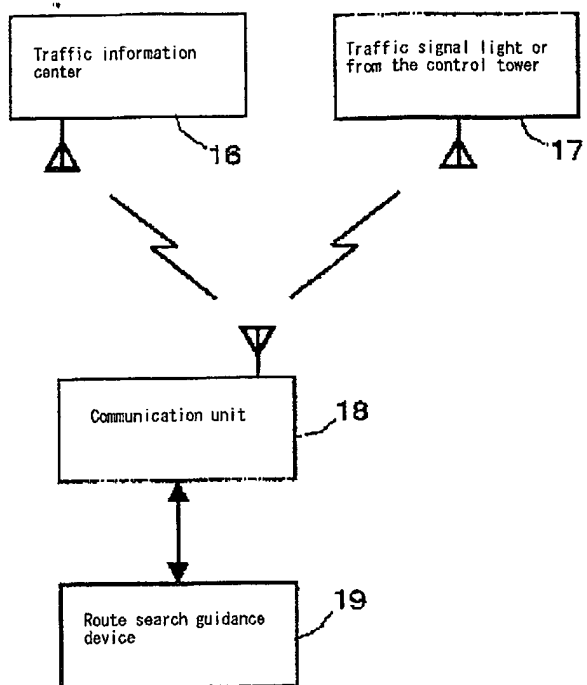 Traffic information
center
16
Traffic signal light or
from the control tower
17
Communication unit
18
Route search guidance
device
19